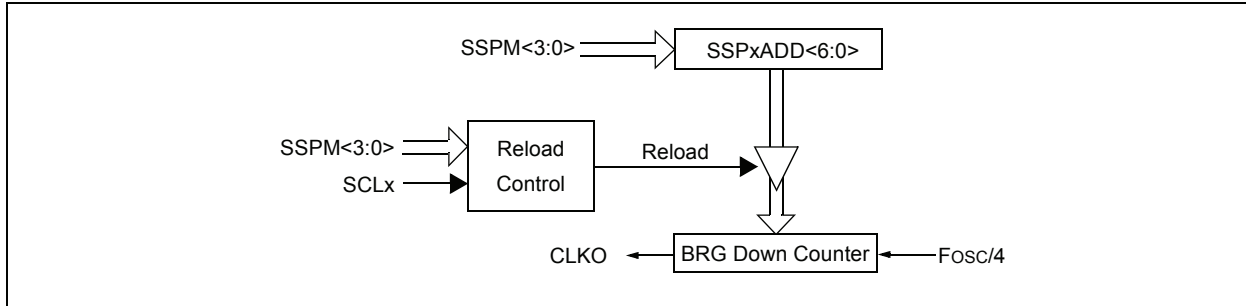 SSPM<3:0>
SSPxADD<6:0>
SSPM<3:0>
SCLx
Reload
Control
Reload
CLKO
BRG Down Counter
FOSC/4